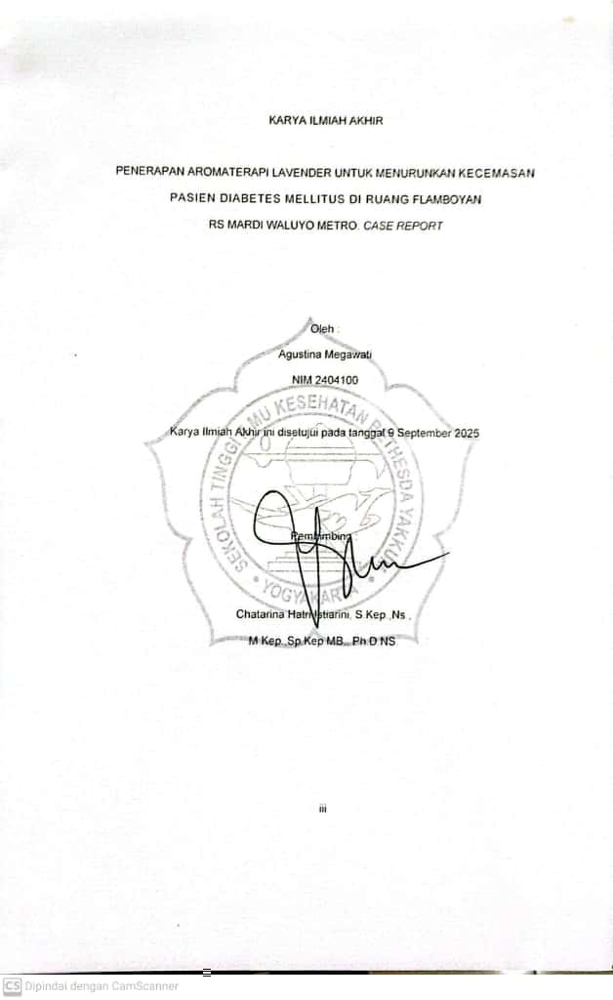 KARYA ILMIAH AKHIR
PENERAPAN AROMATERAPI LAVENDER UNTUK MENURUNKAN KECEMASAN
PASIEN DIABETES MELLITUS DI RUANG FLAMBOYAN
RS MARDI WALUYO METRO: CASE REPORT
Oleh :
Agustina Megawati
NIM 2404100
Karya Ilmiah Akhir ini disetujui pada tanggal 9 September 2025
SEKOLAH TINGGI ILMU KESEHATAN BETHESDA YAKKUM
YOGYAKARTA
Pembimbing :
Chatarina Hatri Istiarini, S.Kep.,Ns.,
M.Kep.,Sp.Kep.MB., Ph.D.NS
iii
CS Dipindai dengan CamScanner